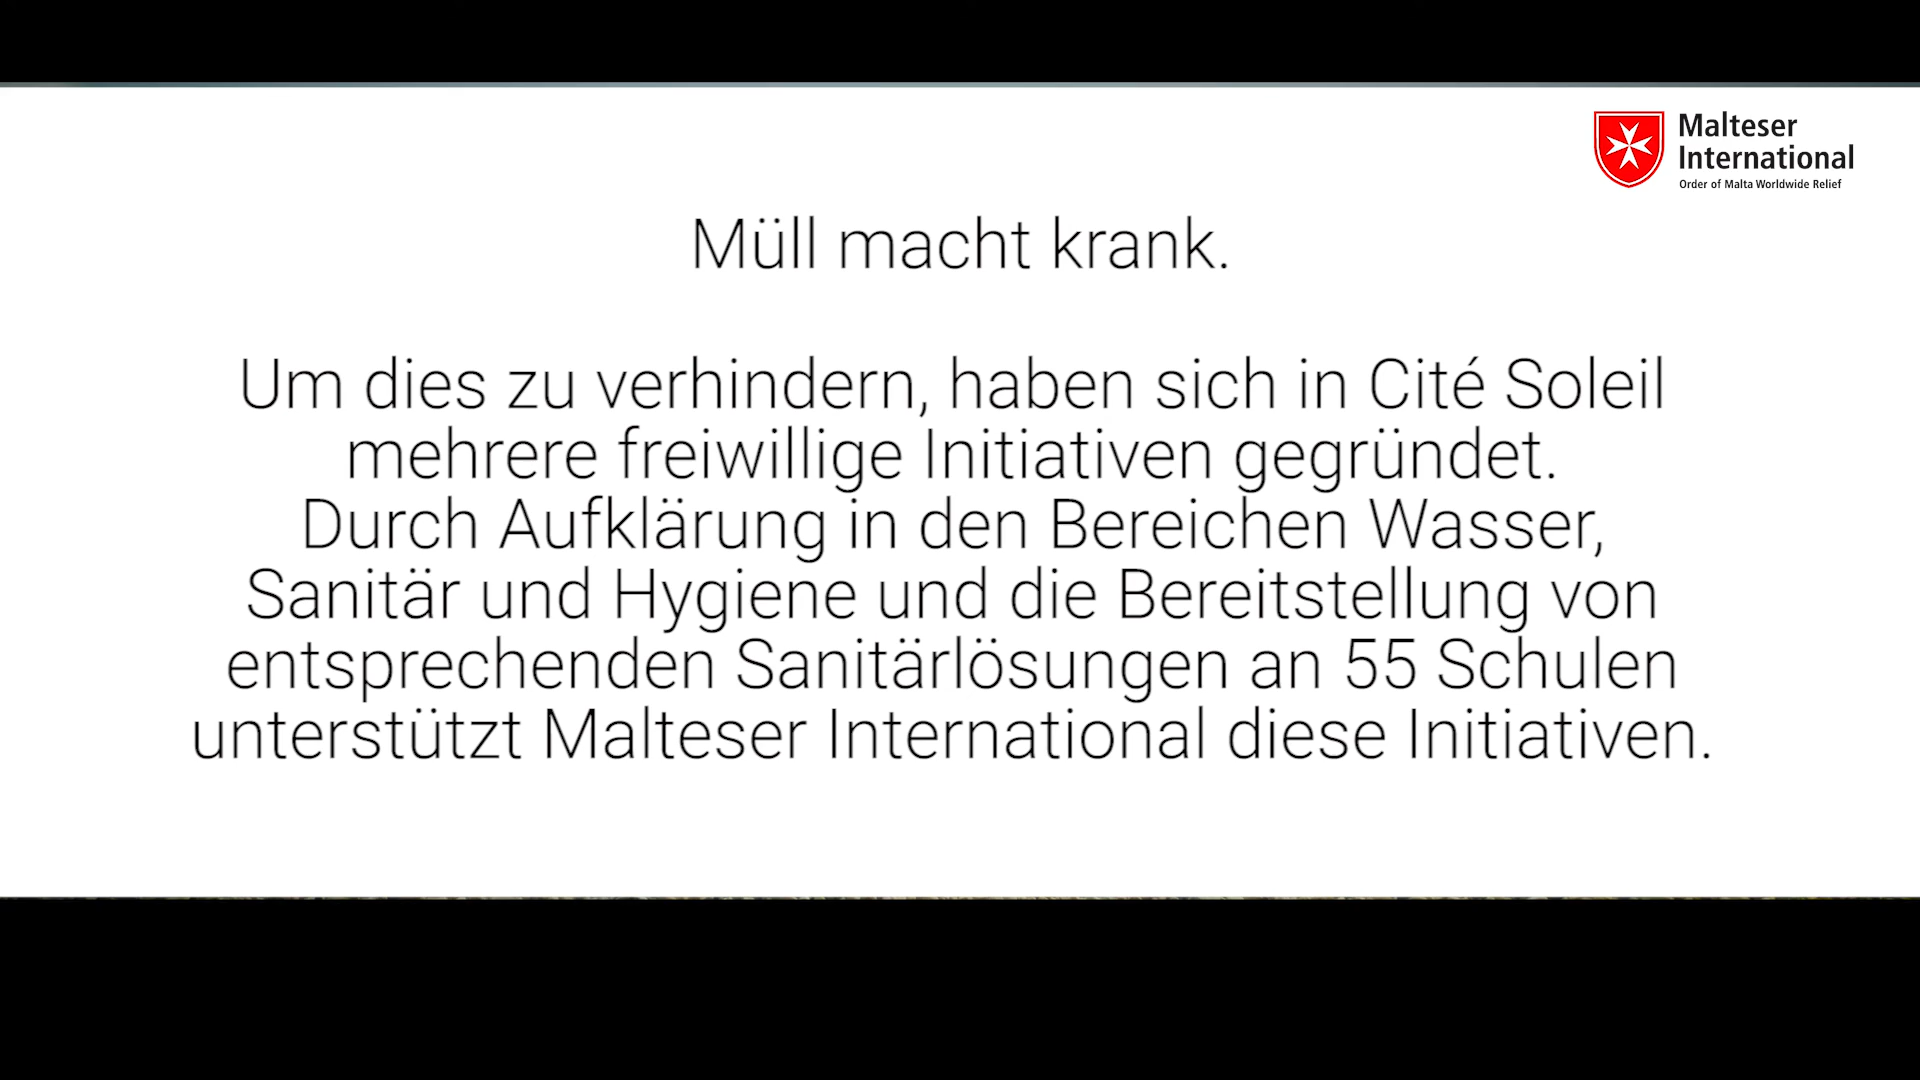 Malteser
International
Order of Malta Worldwide Relief
Müll macht krank.
Um dies zu verhindern, haben sich in Cité Soleil
mehrere freiwillige Initiativen gegründet.
Durch Aufklärung in den Bereichen Wasser,
Sanitär und Hygiene und die Bereitstellung von
entsprechenden Sanitärlösungen an 55 Schulen
unterstützt Malteser International diese Initiativen.